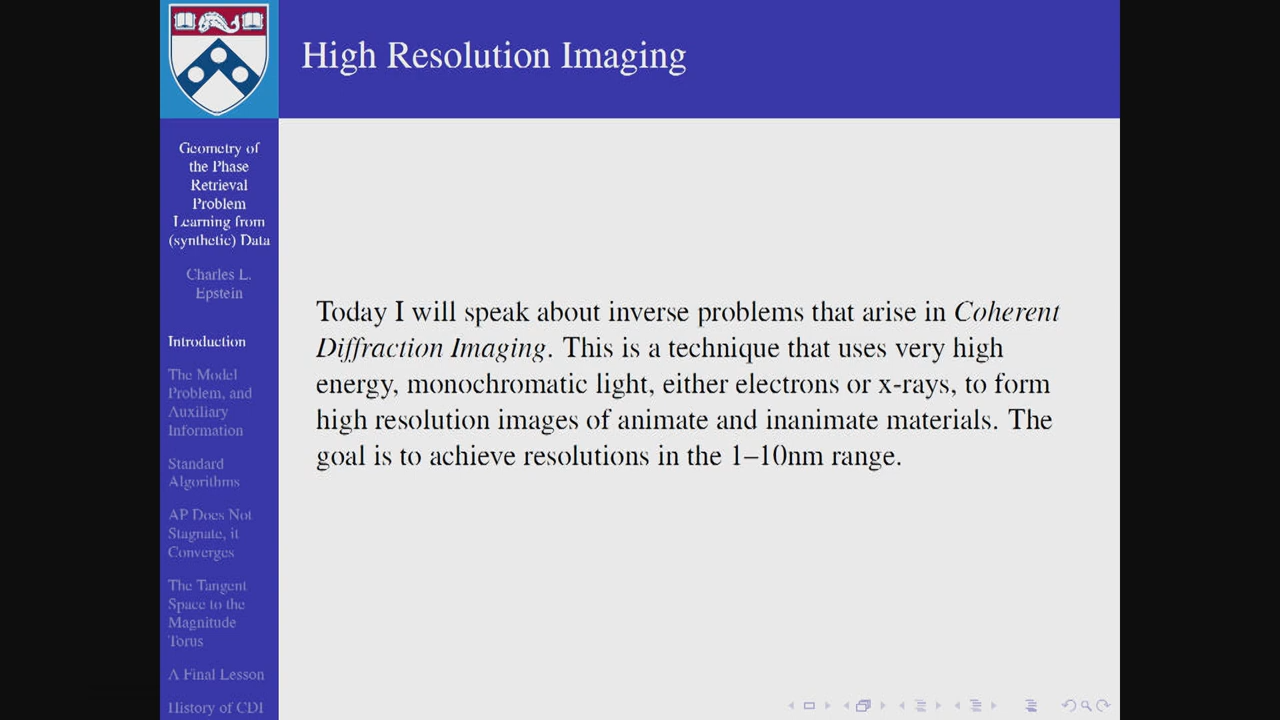 High Resolution Imaging
Geometry of
the Phase
Retrieval
Problem
Learning from
(synthetic) Data
Charles L.
Epstein
Introduction
The Model
Problem, and
Auxiliary
Information
Standard
Algorithms
AP Does Not
Stagnate, it
Converges
The Tangent
Space to the
Magnitude
Torus
A Final Lesson
History of CDI
Today I will speak about inverse problems that arise in Coherent
Diffraction Imaging. This is a technique that uses very high
energy, monochromatic light, either electrons or x-rays, to form
high resolution images of animate and inanimate materials. The
goal is to achieve resolutions in the 1–10nm range.